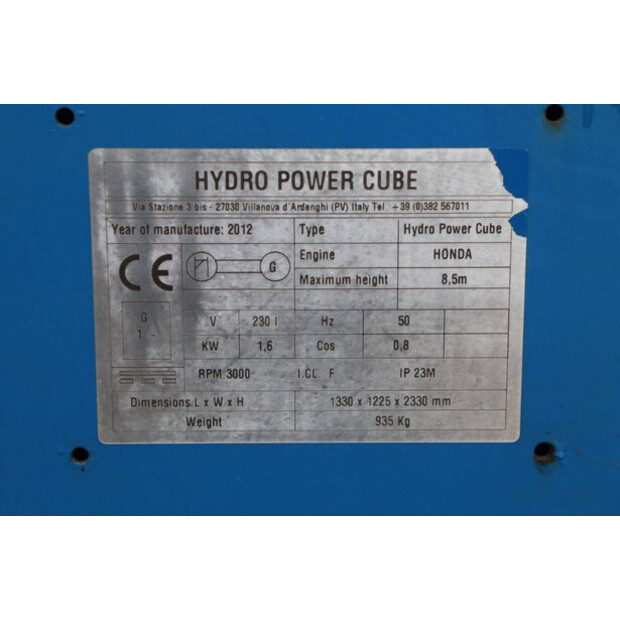 HYDRO POWER CUBE
Via Stazione 3 bis - 27030 Villanova d'Ardenghi (PV) Italy Tel. +39 (0)382 567011
Year of manufacture: 2012 Type Hydro Power Cube
CE G Engine HONDA
Maximum height 8,5m
G
1 ~
V 230 I Hz 50
KW 1,6 Cos 0,8
RPM 3000 I.CL. F IP 23M
Dimensions L x W x H 1330 x 1225 x 2330 mm
Weight 935 Kg